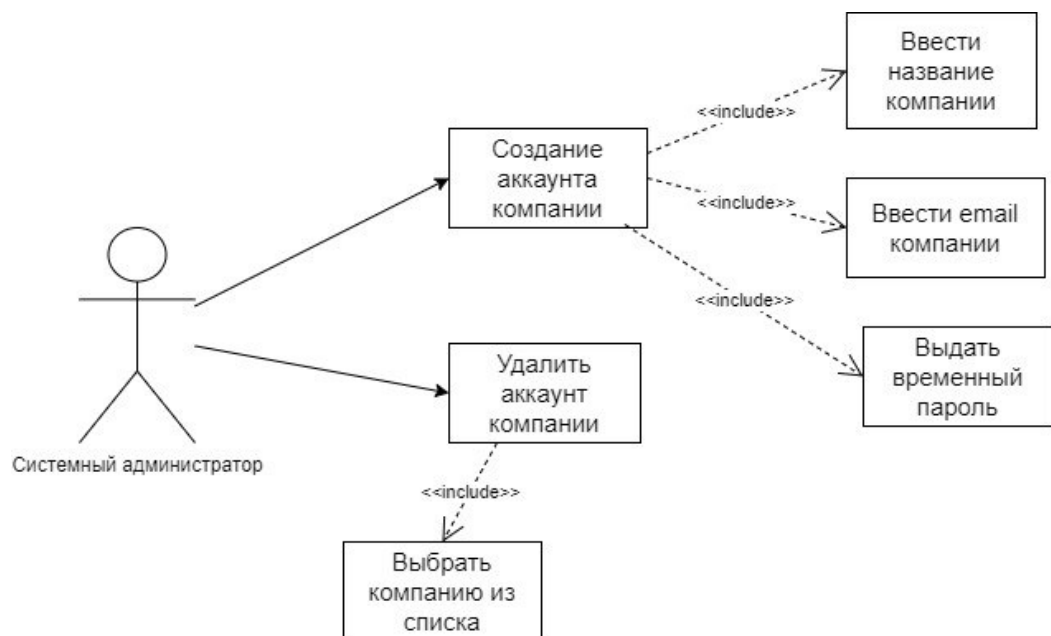 Ввести
название
компании
<<include>>
Создание
аккаунта
компании
<<include>>
Ввести email
компании
<<include>>
Выдать
временный
пароль
Удалить
аккаунт
компании
Системный администратор
<<include>>
Выбрать
компанию из
списка